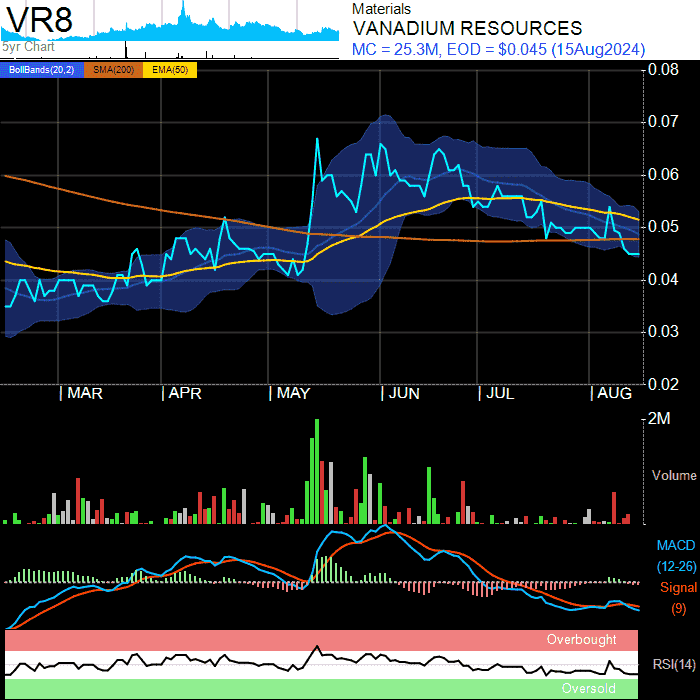 VR8
5yr Chart
Materials
VANADIUM RESOURCES
MC = 25.3M, EOD = $0.045 (15Aug2024)
BollBands(20,2) SMA(200) EMA(50)
0.08
0.07
0.06
0.05
0.04
0.03
0.02
MAR APR MAY JUN JUL AUG
2M
Volume
MACD
(12-26)
Signal
(9)
Overbought
RSI(14)
Oversold